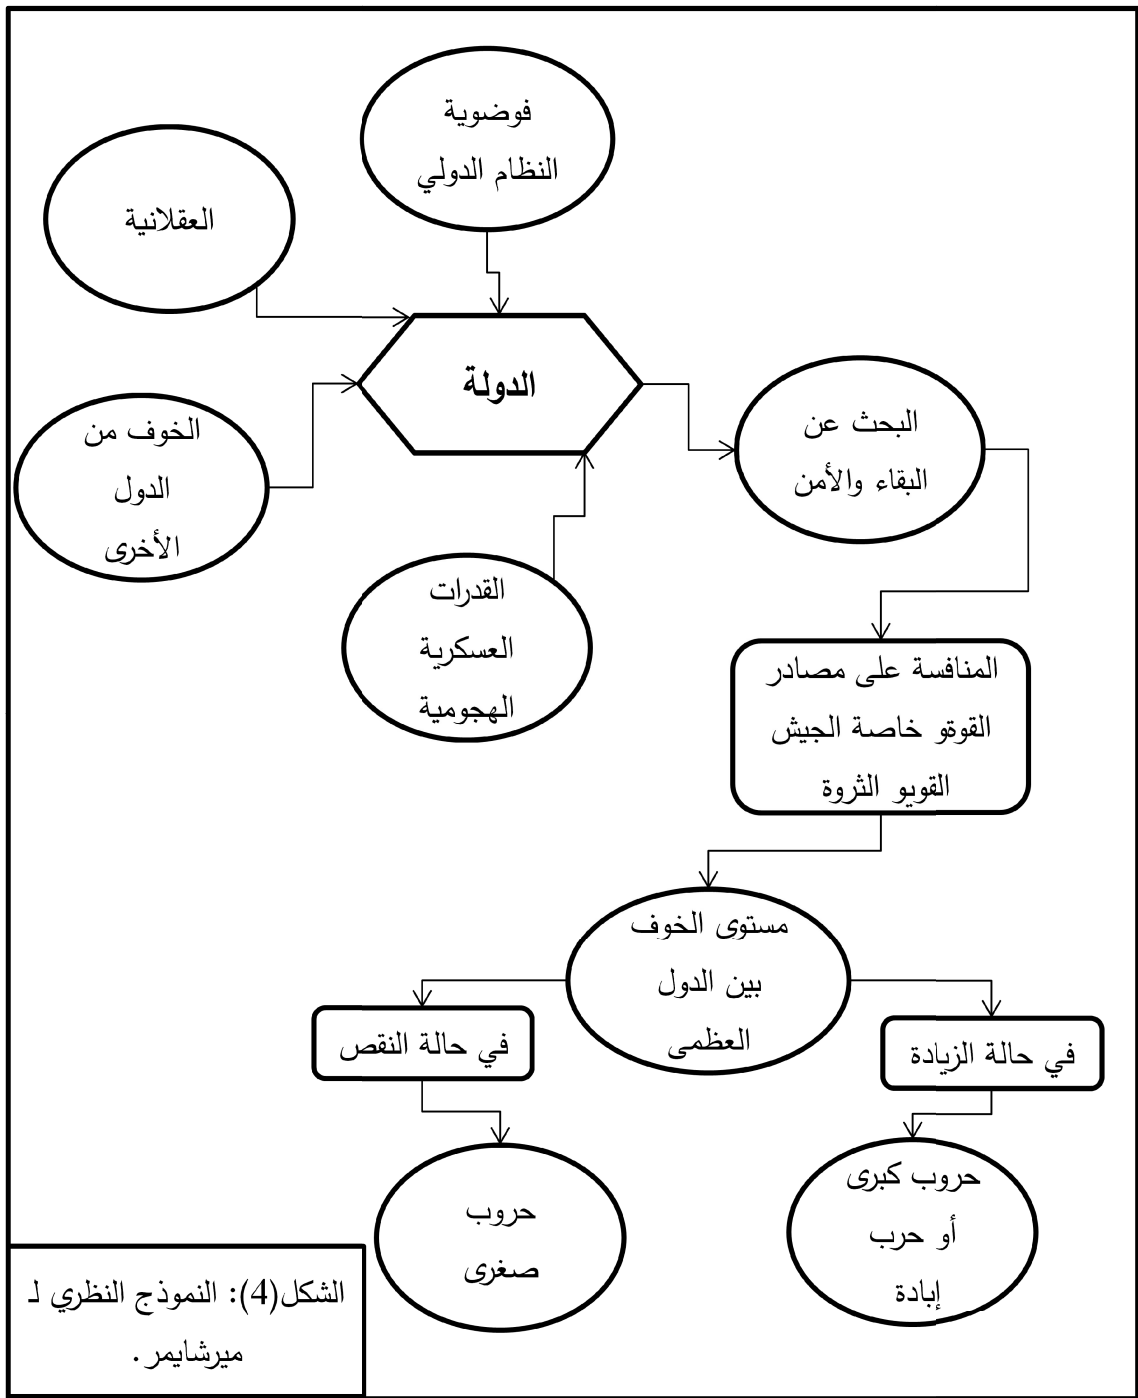 فوضوية
النظام الدولي
العقلانية
الدولة
الخوف من
الدول
الأخرى
البحث عن
البقاء والأمن
القدرات
العسكرية
الهجومية
المنافسة على مصادر
القوةو خاصة الجيش
القويو الثروة
مستوى الخوف
بين الدول
العظمى
في حالة الزيادة
في حالة النقص
حروب كبرى
أو حرب
إبادة
حروب
صغرى
الشكل(4): النموذج النظري لـ
ميرشايمر.